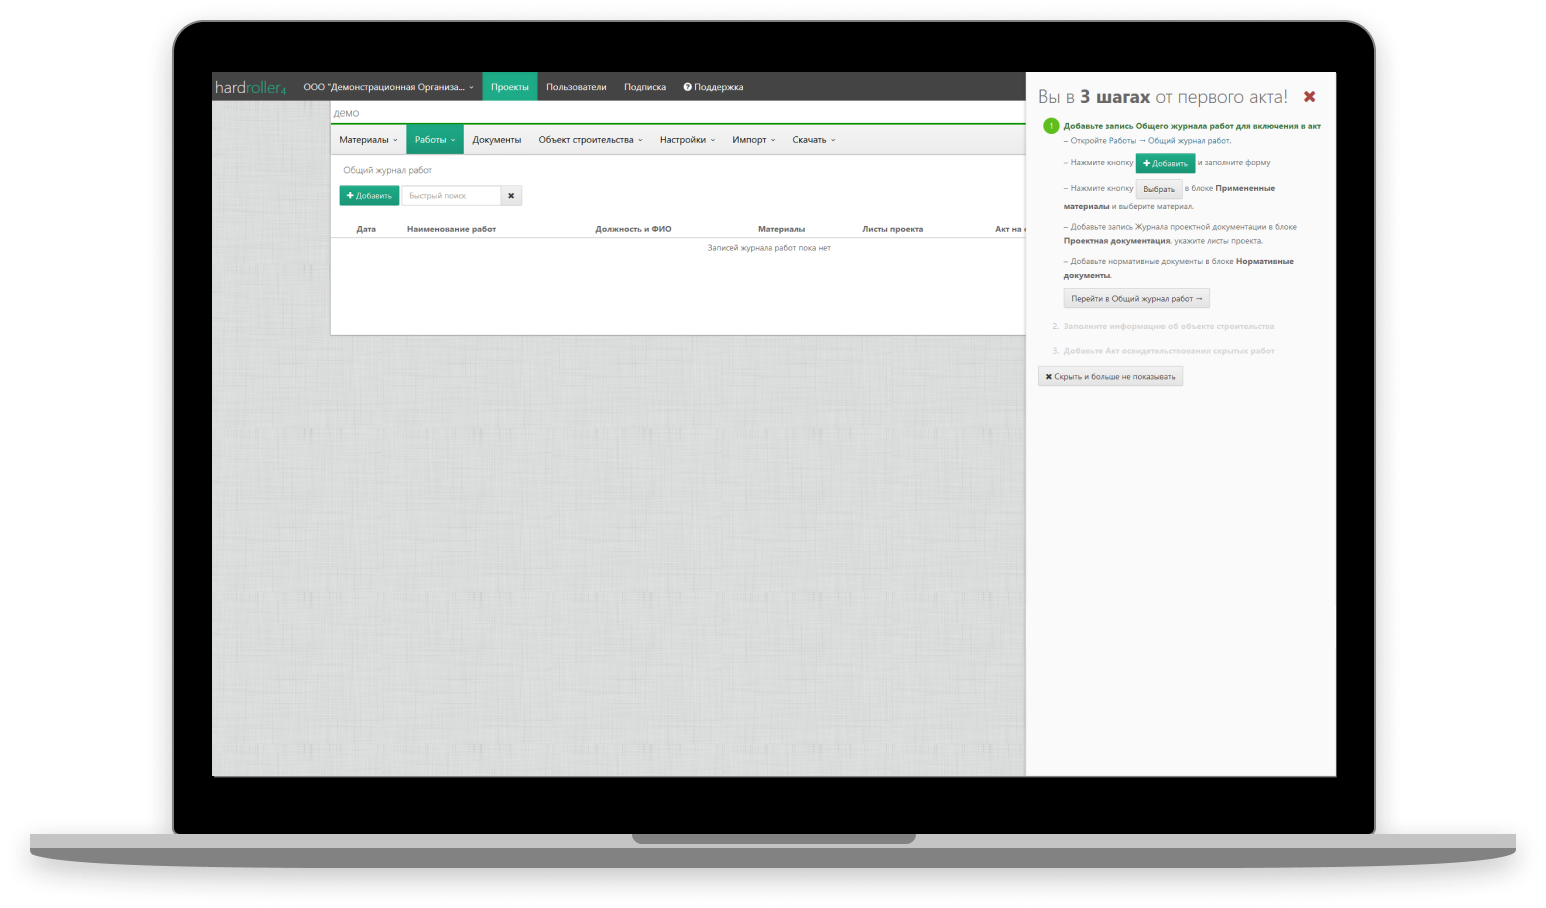 hardroller4 ООО "Демонстрационная Организа... Проекты Пользователи Подписка Поддержка
демо
Материалы Работы Документы Объект строительства Настройки Импорт Скачать
Общий журнал работ
Добавить Быстрый поиск
Дата Наименование работ Должность и ФИО Материалы Листы проекта Акт на
Записей журнала работ пока нет
Вы в 3 шагах от первого акта!
1 Добавьте запись Общего журнала работ для включения в акт
– Откройте Работы → Общий журнал работ.
– Нажмите кнопку Добавить и заполните форму
– Нажмите кнопку Выбрать в блоке Примененные
материалы и выберите материал.
– Добавьте запись Журнала проектной документации в блоке
Проектная документация, укажите листы проекта.
– Добавьте нормативные документы в блоке Нормативные
документы.
Перейти в Общий журнал работ →
2. Заполните информацию об объекте строительства
3. Добавьте Акт освидетельствования скрытых работ
Скрыть и больше не показывать